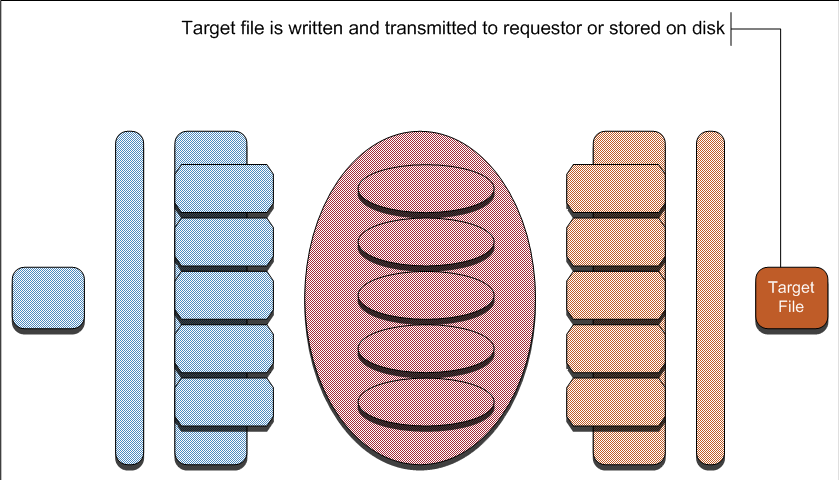 Target file is written and transmitted to requestor or stored on disk
Target
File